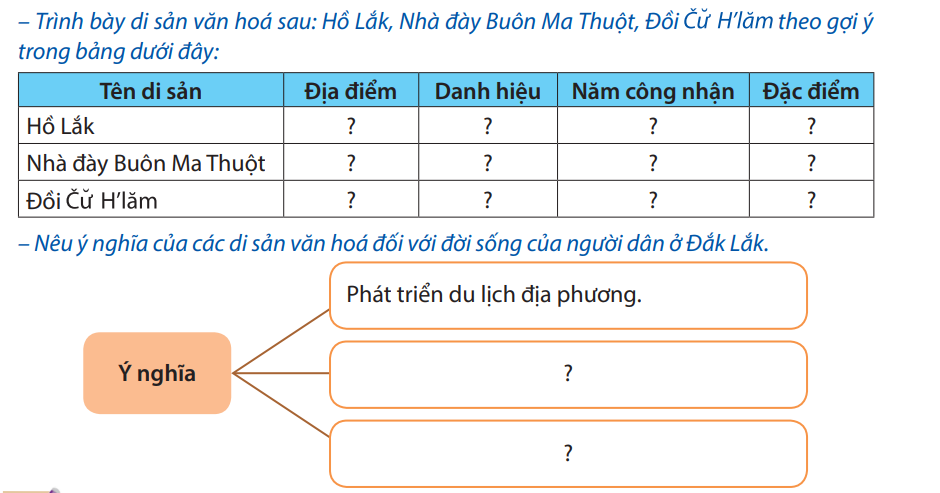 – Trình bày di sản văn hoá sau: Hồ Lắk, Nhà đày Buôn Ma Thuột, Đồi Čư̆ H’lăm theo gợi ý
trong bảng dưới đây:
Tên di sản Địa điểm Danh hiệu Năm công nhận Đặc điểm
Hồ Lắk ? ? ? ?
Nhà đày Buôn Ma Thuột ? ? ? ?
Đồi Čư̆ H’lăm ? ? ? ?
– Nêu ý nghĩa của các di sản văn hoá đối với đời sống của người dân ở Đắk Lắk.
Phát triển du lịch địa phương.
Ý nghĩa
?
?